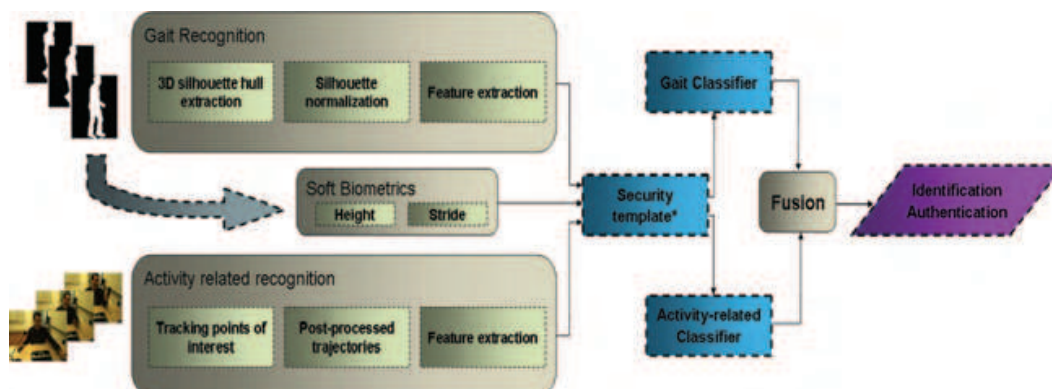 Gait Recognition
3D silhouette hull
extraction
Silhouette
normalization
Feature extraction
Soft Biometrics
Height
Stride
Activity related recognition
Tracking points of
interest
Post-processed
trajectories
Feature extraction
Security
template*
Gait Classifier
Activity-related
Classifier
Fusion
Identification
Authentication